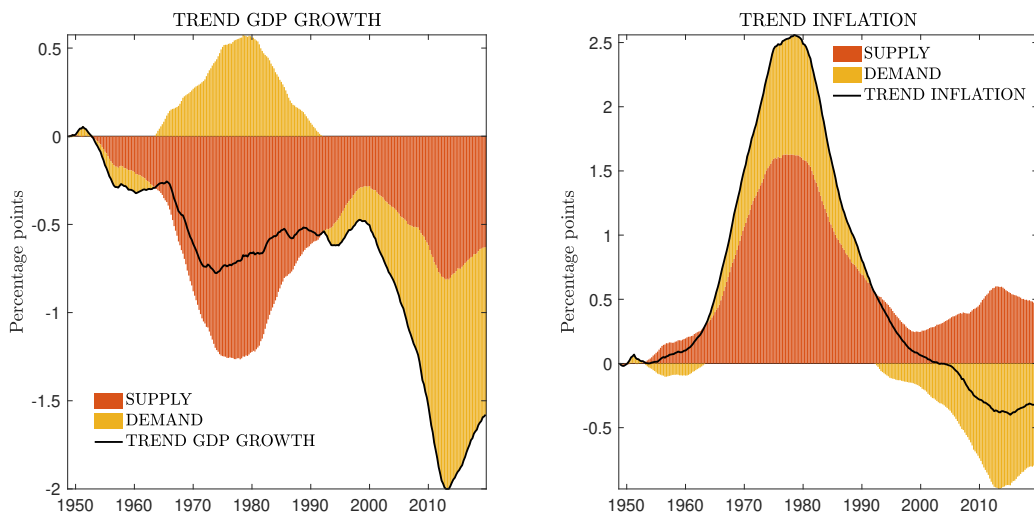 TREND GDP GROWTH
0.5
0
-0.5
-1
-1.5
-2
Percentage points
SUPPLY
DEMAND
TREND GDP GROWTH
1950 1960 1970 1980 1990 2000 2010
TREND INFLATION
2.5
2
1.5
1
0.5
0
-0.5
Percentage points
SUPPLY
DEMAND
TREND INFLATION
1950 1960 1970 1980 1990 2000 2010